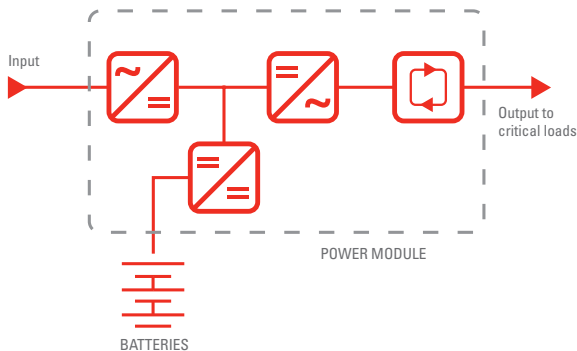 Input
Output to
critical loads
POWER MODULE
BATTERIES